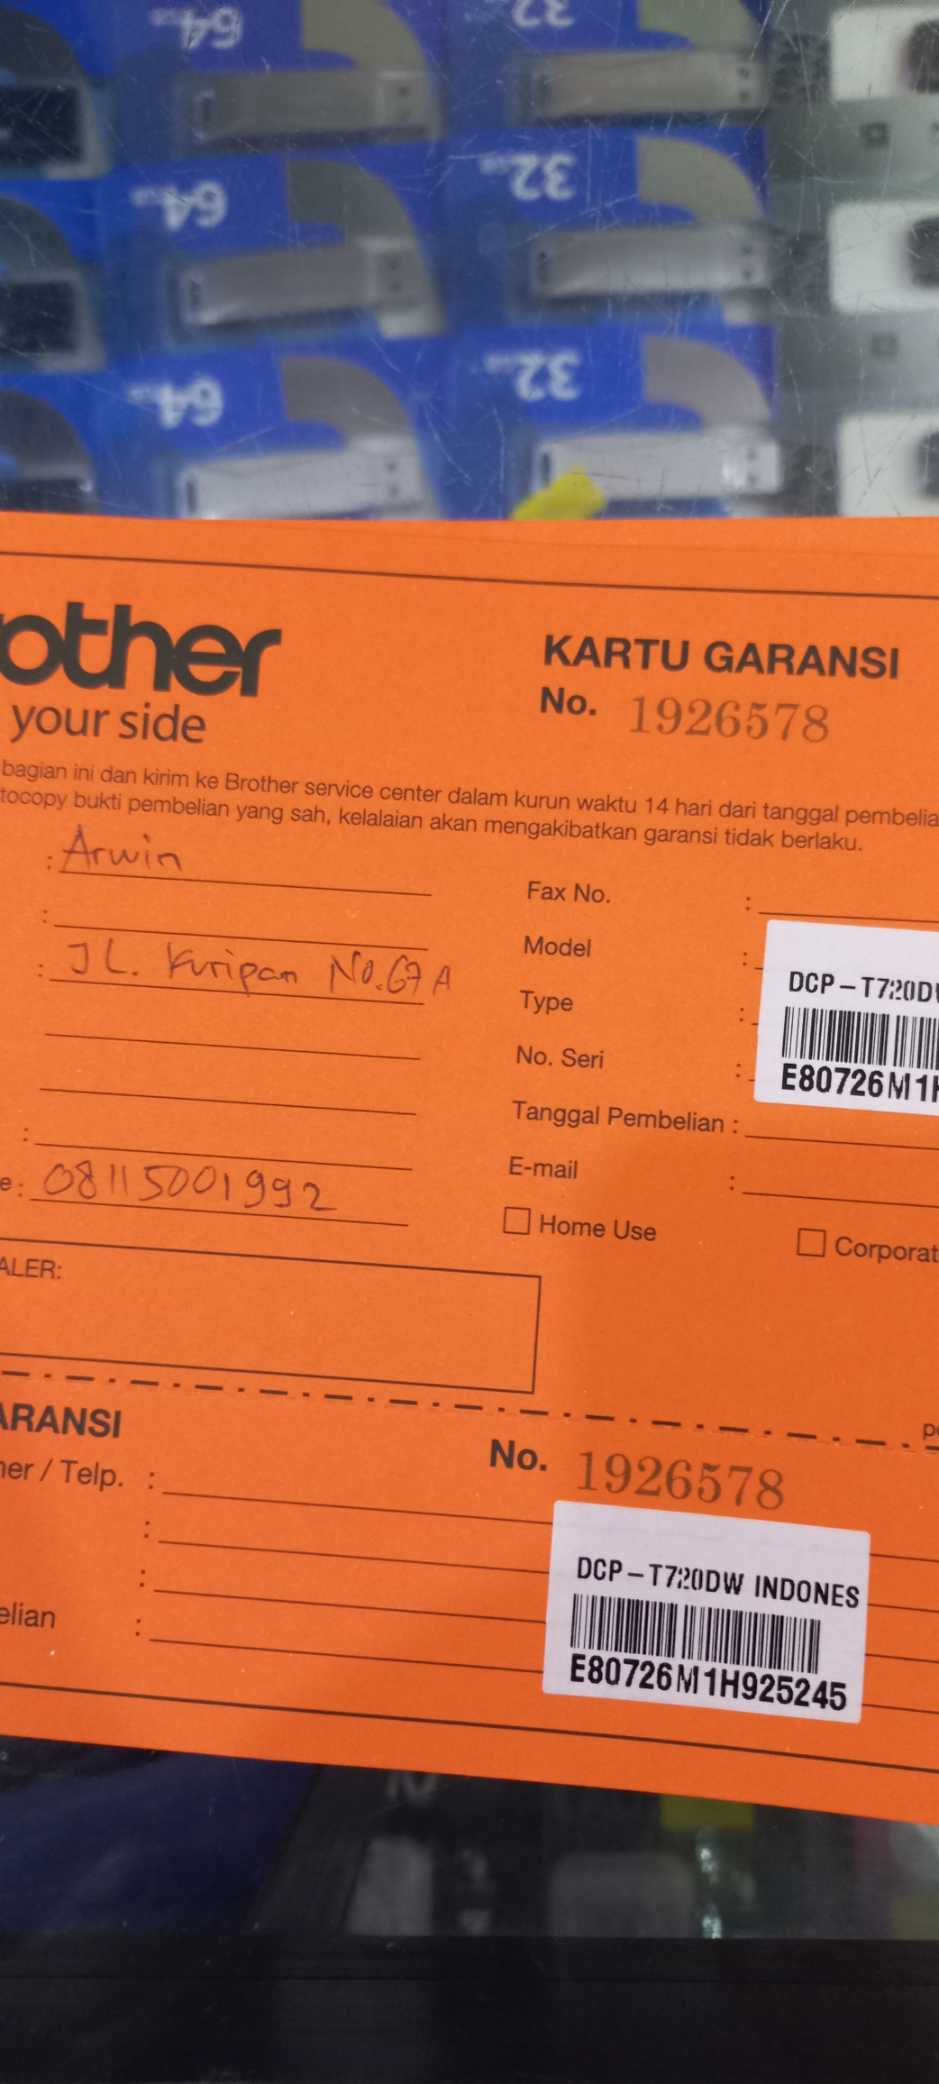 64
32
64
32
64
32
other
your side
KARTU GARANSI
No. 1926578
bagian ini dan kirim ke Brother service center dalam kurun waktu 14 hari dari tanggal pembelia
tocopy bukti pembelian yang sah, kelalaian akan mengakibatkan garansi tidak berlaku.
: Arwin
:
: JL. Kuripan No.67A
:
e : 08115001992
Fax No. :
Model :
Type :
No. Seri :
DCP-T720DW
E80726M1H
Tanggal Pembelian :
E-mail :
Home Use
Corporat
ALER:
ARANSI
No. 1926578
ner / Telp. :
:
:
elian :
DCP-T720DW INDONES
E80726M1H925245